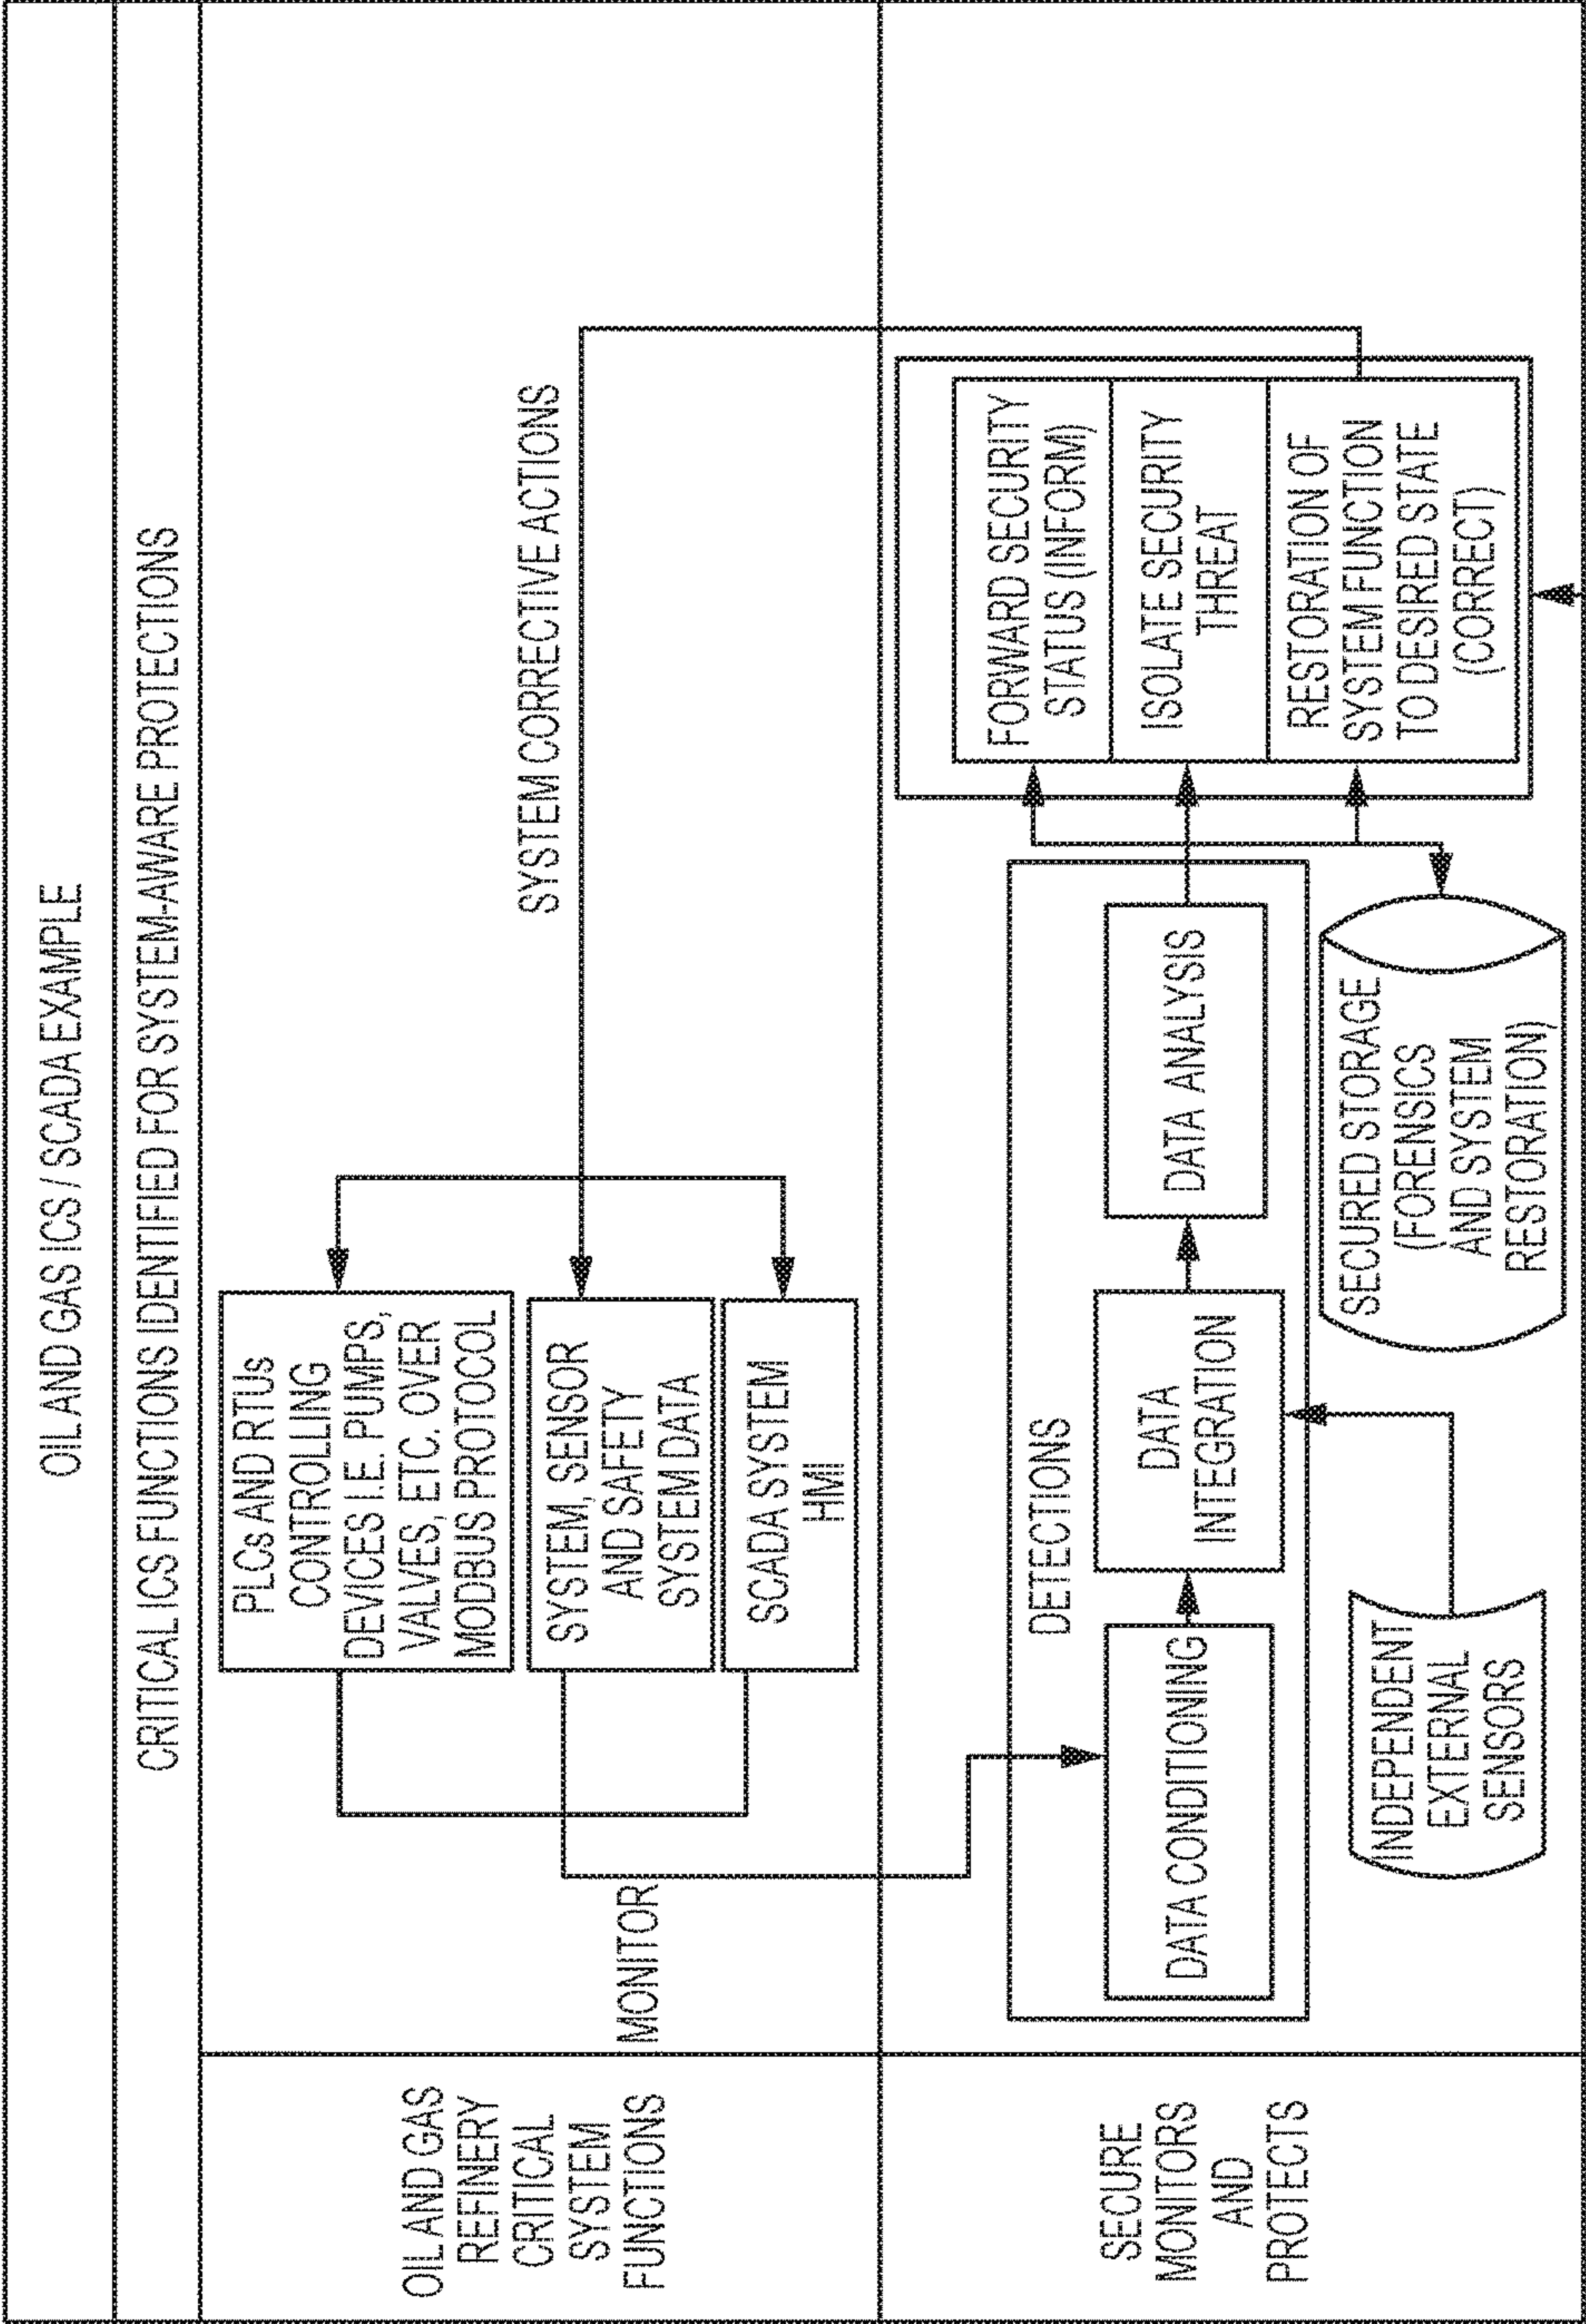 OIL AND GAS ICS / SCADA EXAMPLE
CRITICAL ICS FUNCTIONS IDENTIFIED FOR SYSTEM-AWARE PROTECTIONS
OIL AND GAS
REFINERY
CRITICAL
SYSTEM
FUNCTIONS
MONITOR
PLCs AND RTUs
CONTROLLING
DEVICES I.E. PUMPS,
VALVES, ETC. OVER
MODBUS PROTOCOL
SYSTEM, SENSOR
AND SAFETY
SYSTEM DATA
SCADA SYSTEM
HMI
SYSTEM CORRECTIVE ACTIONS
SECURE
MONITORS
AND
PROTECTS
DETECTIONS
DATA CONDITIONING
DATA
INTEGRATION
DATA ANALYSIS
INDEPENDENT
EXTERNAL
SENSORS
SECURED STORAGE
(FORENSICS
AND SYSTEM
RESTORATION)
FORWARD SECURITY
STATUS (INFORM)
ISOLATE SECURITY
THREAT
RESTORATION OF
SYSTEM FUNCTION
TO DESIRED STATE
(CORRECT)